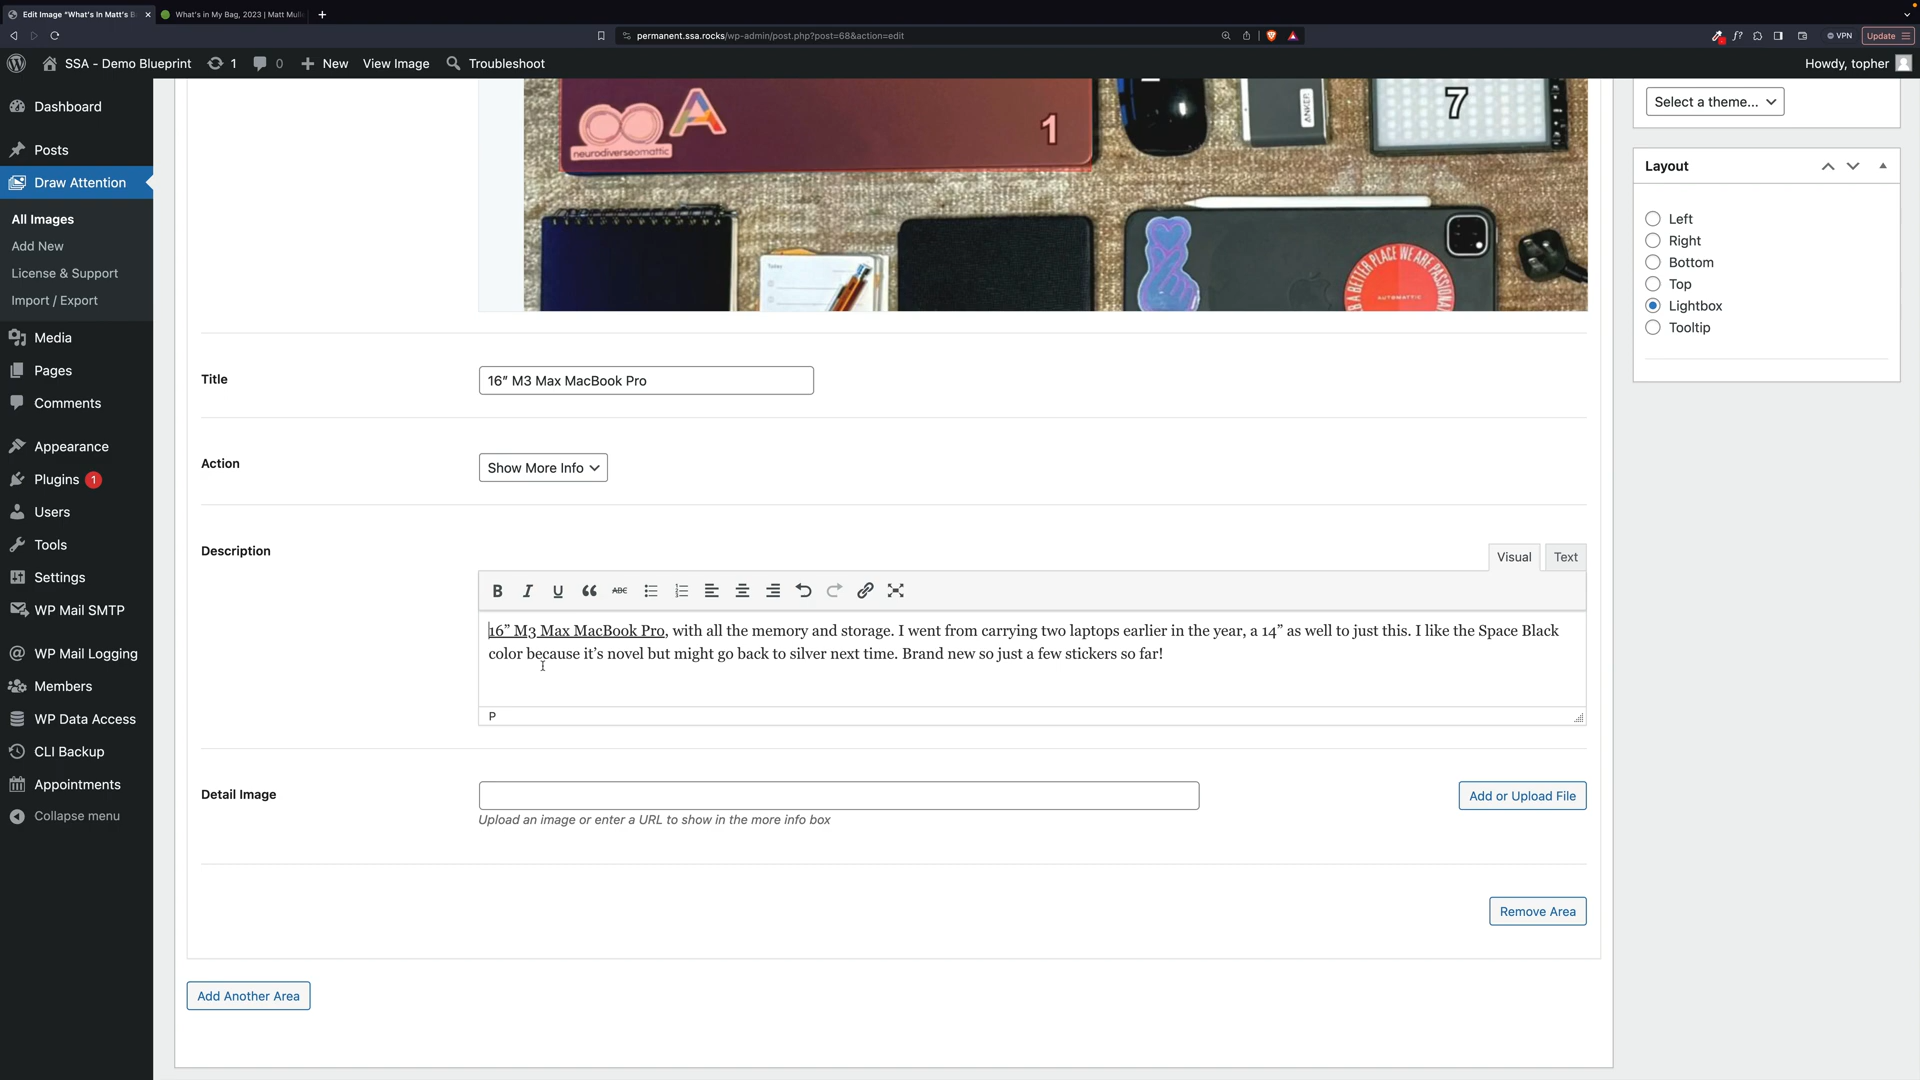 Edit Image "What's In Matt's B
What's in My Bag, 2023 | Matt Mull
permanent.ssa.rocks/wp-admin/post.php?post=68&action=edit
VPN
Update
SSA - Demo Blueprint
1
0
New
View Image
Troubleshoot
Howdy, topher
Dashboard
Posts
Draw Attention
All Images
Add New
License & Support
Import / Export
Media
Pages
Comments
Appearance
Plugins 1
Users
Tools
Settings
WP Mail SMTP
WP Mail Logging
Members
WP Data Access
CLI Backup
Appointments
Collapse menu
neurodiverseomattic
1
ANKER
7
Today
A BETTER PLACE WE ARE PASSIONA
AUTOMATTIC
Title
16” M3 Max MacBook Pro
Action
Show More Info
Description
Visual
Text
B I U ABC
16” M3 Max MacBook Pro, with all the memory and storage. I went from carrying two laptops earlier in the year, a 14” as well to just this. I like the Space Black
color because it’s novel but might go back to silver next time. Brand new so just a few stickers so far!
P
Detail Image
Add or Upload File
Upload an image or enter a URL to show in the more info box
Remove Area
Add Another Area
Select a theme...
Layout
Left
Right
Bottom
Top
Lightbox
Tooltip